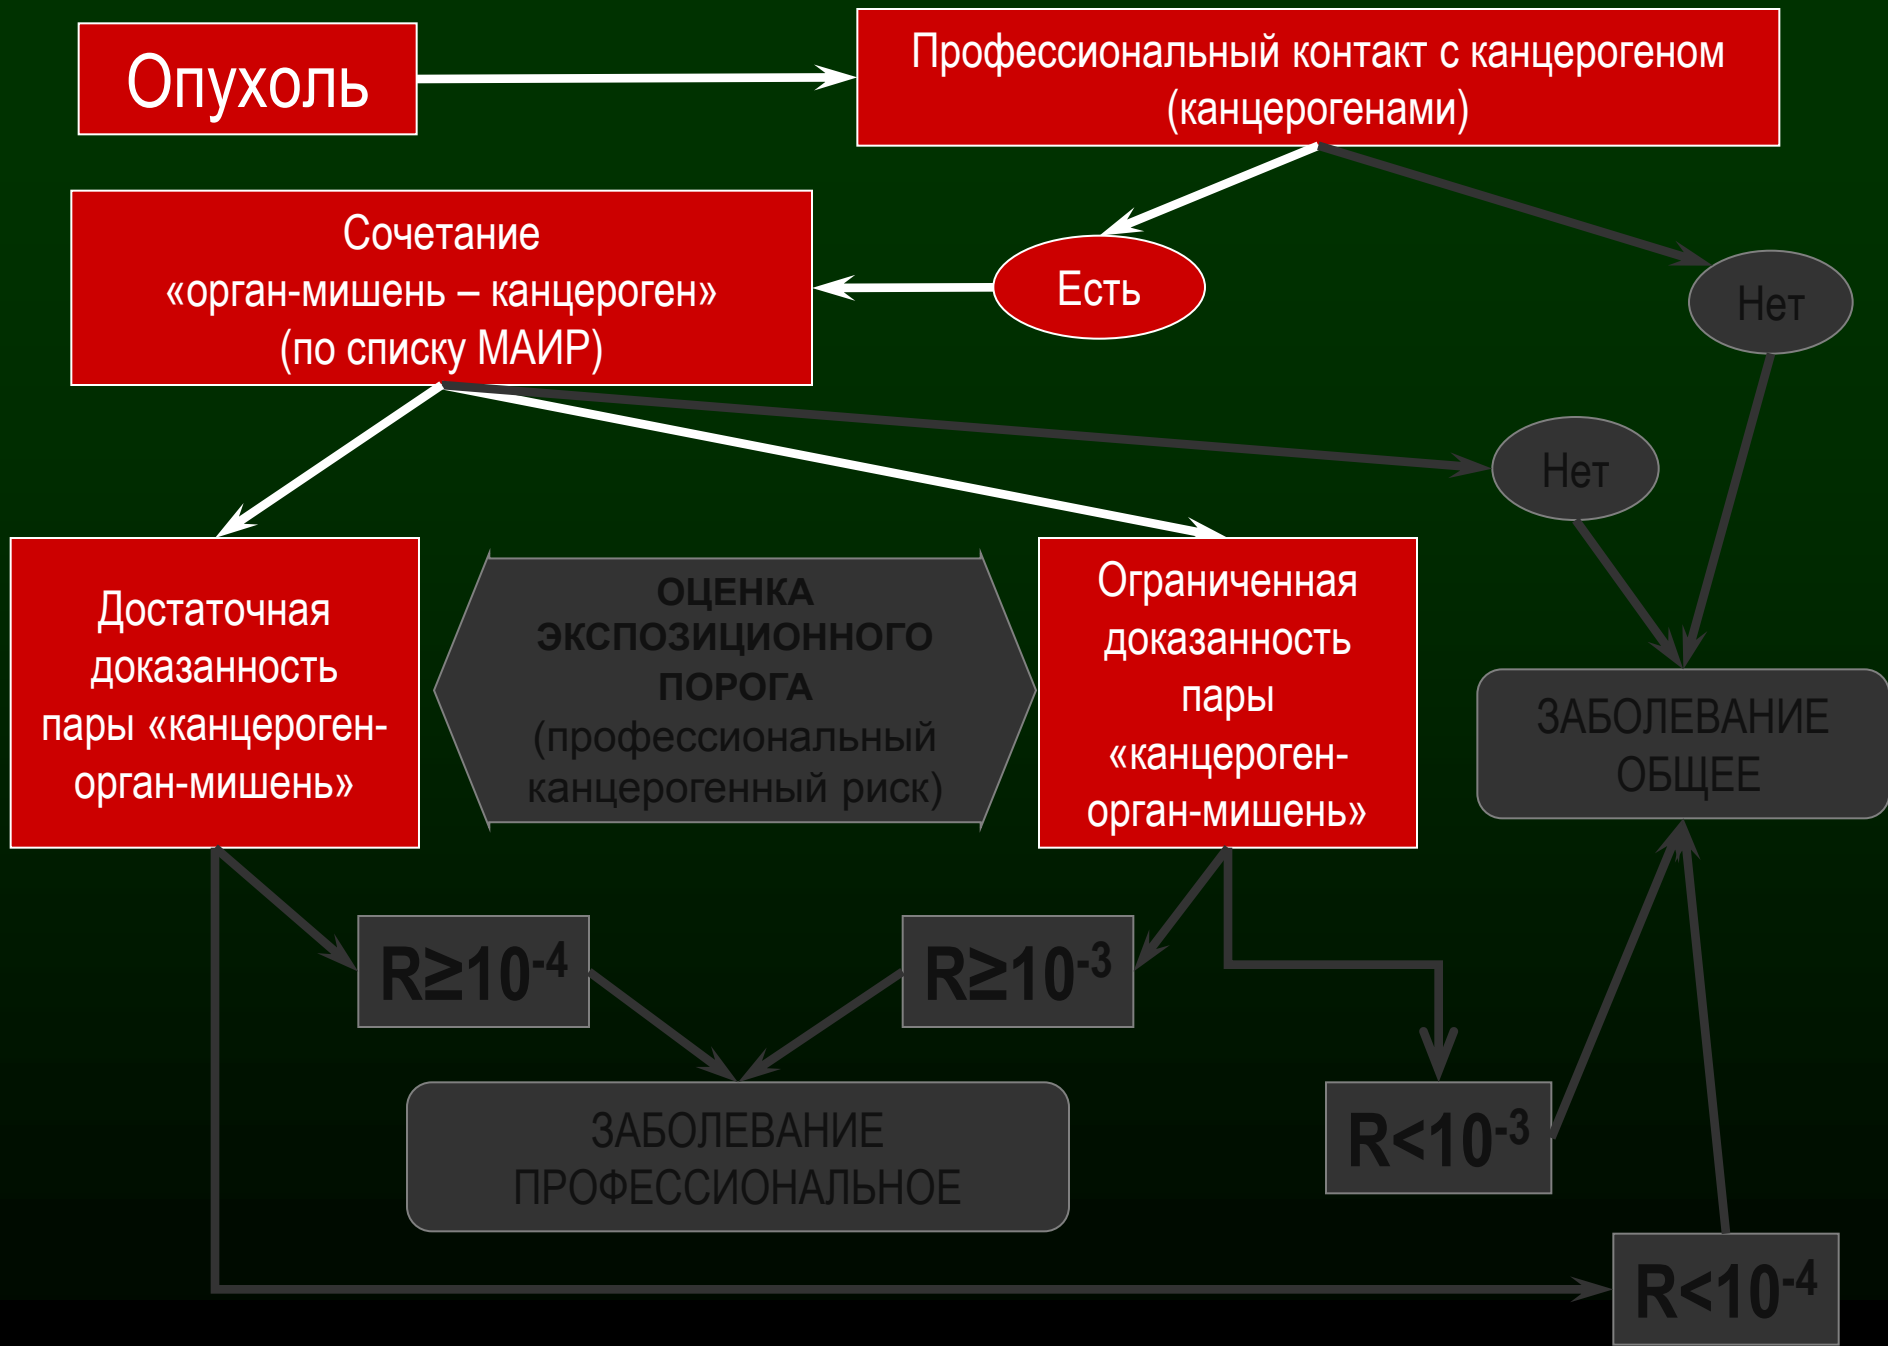 Опухоль
Профессиональный контакт с канцерогеном
(канцерогенами)
Сочетание
«орган-мишень – канцероген»
(по списку МАИР)
Есть
Нет
Нет
Достаточная
доказанность
пары «канцероген-
орган-мишень»
ОЦЕНКА
ЭКСПОЗИЦИОННОГО
ПОРОГА
(профессиональный
канцерогенный риск)
Ограниченная
доказанность
пары
«канцероген-
орган-мишень»
ЗАБОЛЕВАНИЕ
ОБЩЕЕ
R≥10⁻⁴
R≥10⁻³
ЗАБОЛЕВАНИЕ
ПРОФЕССИОНАЛЬНОЕ
R<10⁻³
R<10⁻⁴